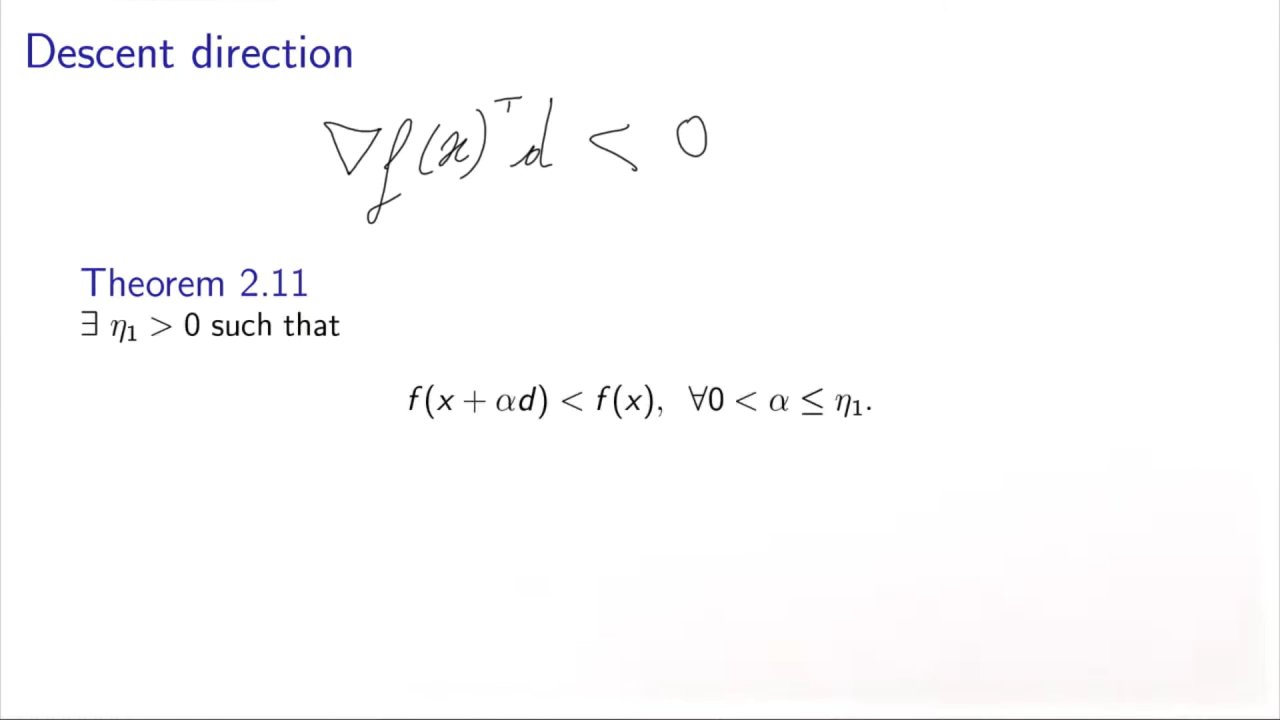 Descent direction
∇f(x)ᵀd < 0
Theorem 2.11
∃ η₁ > 0 such that
f(x + αd) < f(x), ∀0 < α ≤ η₁.